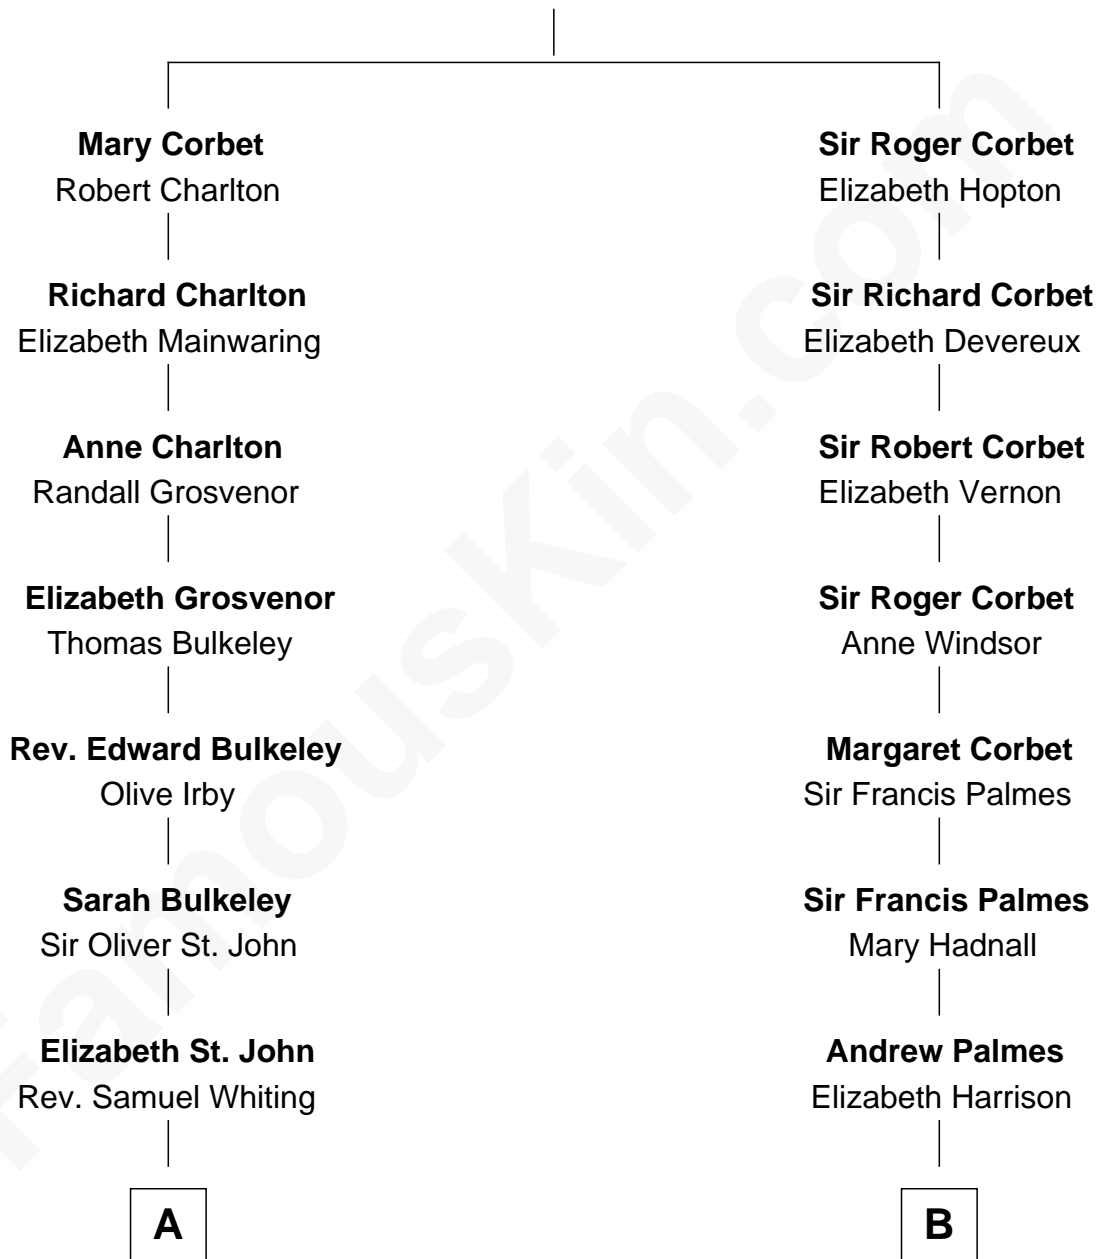 Mary Corbet
Robert Charlton
Richard Charlton
Elizabeth Mainwaring
Anne Charlton
Randall Grosvenor
Elizabeth Grosvenor
Thomas Bulkeley
Rev. Edward Bulkeley
Olive Irby
Sarah Bulkeley
Sir Oliver St. John
Elizabeth St. John
Rev. Samuel Whiting
A
Sir Roger Corbet
Elizabeth Hopton
Sir Richard Corbet
Elizabeth Devereux
Sir Robert Corbet
Elizabeth Vernon
Sir Roger Corbet
Anne Windsor
Margaret Corbet
Sir Francis Palmes
Sir Francis Palmes
Mary Hadnall
Andrew Palmes
Elizabeth Harrison
B
FamousKin.com